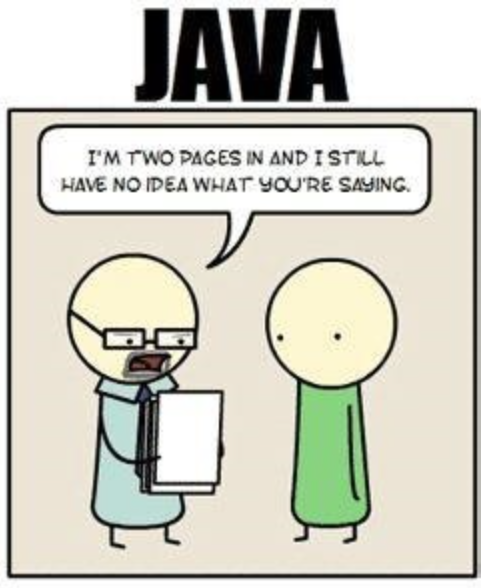 JAVA
I'M TWO PAGES IN AND I STILL
HAVE NO IDEA WHAT YOU'RE SAYING.